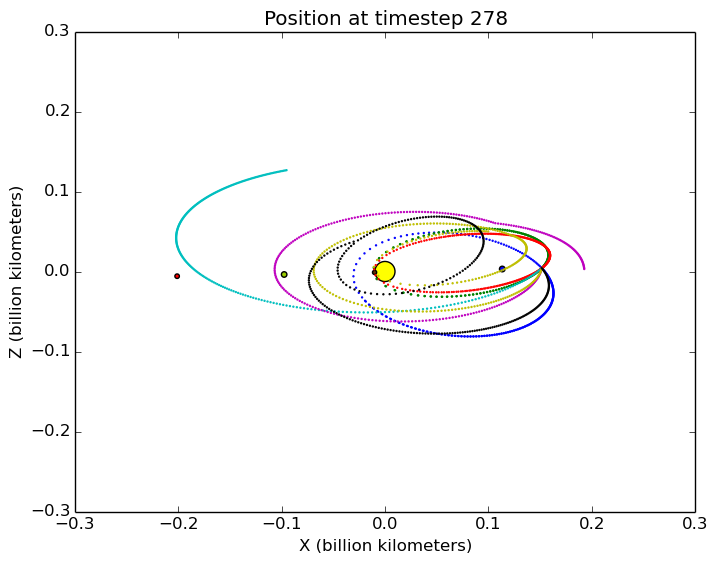 Position at timestep 278
0.3
0.2
0.1
0.0
−0.1
−0.2
−0.3
−0.3 −0.2 −0.1 0.0 0.1 0.2 0.3
X (billion kilometers)
Z (billion kilometers)